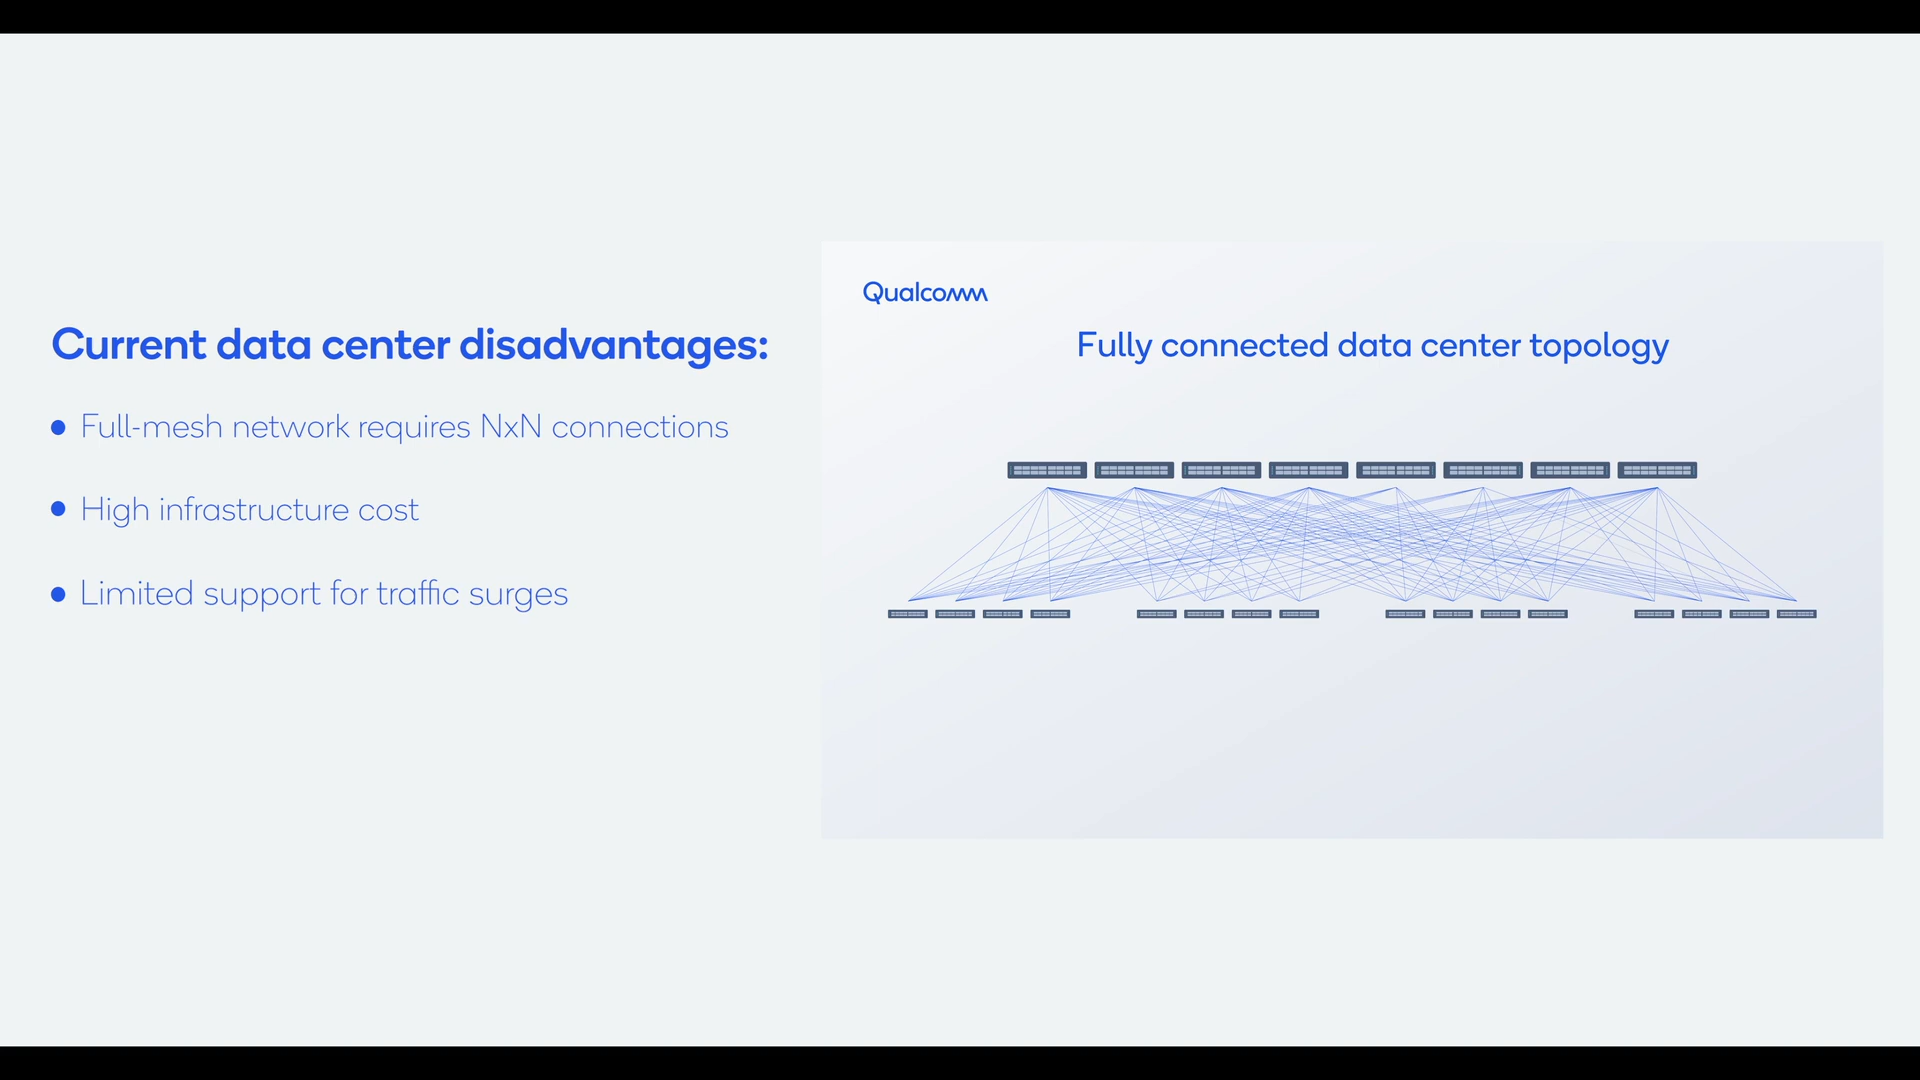 Current data center disadvantages:
Full-mesh network requires NxN connections
High infrastructure cost
Limited support for traffic surges
Qualcomm
Fully connected data center topology